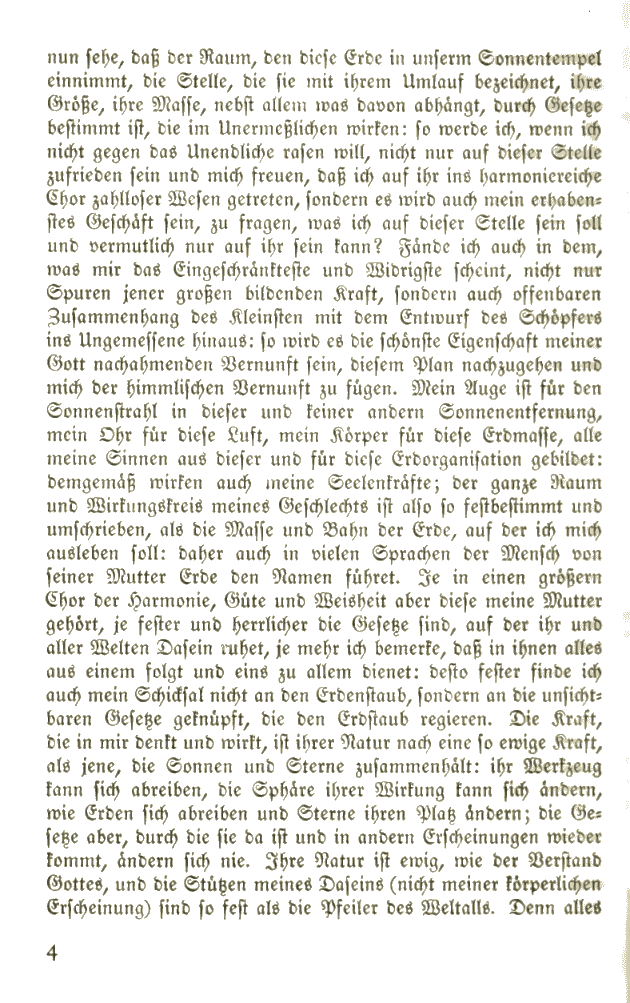 nun sehe, daß der Raum, den diese Erde in unserm Sonnentempel
einnimmt, die Stelle, die sie mit ihrem Umlauf bezeichnet, ihre
Größe, ihre Masse, nebst allem was davon abhängt, durch Gesetze
bestimmt ist, die im Unermeßlichen wirken: so werde ich, wenn ich
nicht gegen das Unendliche rasen will, nicht nur auf dieser Stelle
zufrieden sein und mich freuen, daß ich auf ihr ins harmoniereiche
Chor zahlloser Wesen getreten, sondern es wird auch mein erhaben-
stes Geschäft sein, zu fragen, was ich auf dieser Stelle sein soll
und vermutlich nur auf ihr sein kann? Fände ich auch in dem,
was mir das Eingeschränkteste und Widrigste scheint, nicht nur
Spuren jener großen bildenden Kraft, sondern auch offenbaren
Zusammenhang des Kleinsten mit dem Entwurf des Schöpfers
ins Ungemessene hinaus: so wird es die schönste Eigenschaft meiner
Gott nachahmenden Vernunft sein, diesem Plan nachzugehen und
mich der himmlischen Vernunft zu fügen. Mein Auge ist für den
Sonnenstrahl in dieser und keiner andern Sonnenentfernung,
mein Ohr für diese Luft, mein Körper für diese Erdmasse, alle
meine Sinnen aus dieser und für diese Erdorganisation gebildet:
demgemäß wirken auch meine Seelenkräfte; der ganze Raum
und Wirkungskreis meines Geschlechts ist also so festbestimmt und
umschrieben, als die Masse und Bahn der Erde, auf der ich mich
ausleben soll: daher auch in vielen Sprachen der Mensch von
seiner Mutter Erde den Namen führet. Je in einen größern
Chor der Harmonie, Güte und Weisheit aber diese meine Mutter
gehört, je fester und herrlicher die Gesetze sind, auf der ihr und
aller Welten Dasein ruhet, je mehr ich bemerke, daß in ihnen alles
aus einem folgt und eins zu allem dienet: desto fester finde ich
auch mein Schicksal nicht an den Erdenstaub, sondern an die unsicht-
baren Gesetze geknüpft, die den Erdstaub regieren. Die Kraft,
die in mir denkt und wirkt, ist ihrer Natur nach eine so ewige Kraft,
als jene, die Sonnen und Sterne zusammenhält: ihr Werkzeug
kann sich abreiben, die Sphäre ihrer Wirkung kann sich ändern,
wie Erden sich abreiben und Sterne ihren Platz ändern; die Ge-
setze aber, durch die sie da ist und in andern Erscheinungen wieder
kommt, ändern sich nie. Ihre Natur ist ewig, wie der Verstand
Gottes, und die Stützen meines Daseins (nicht meiner körperlichen
Erscheinung) sind so fest als die Pfeiler des Weltalls. Denn alles
4